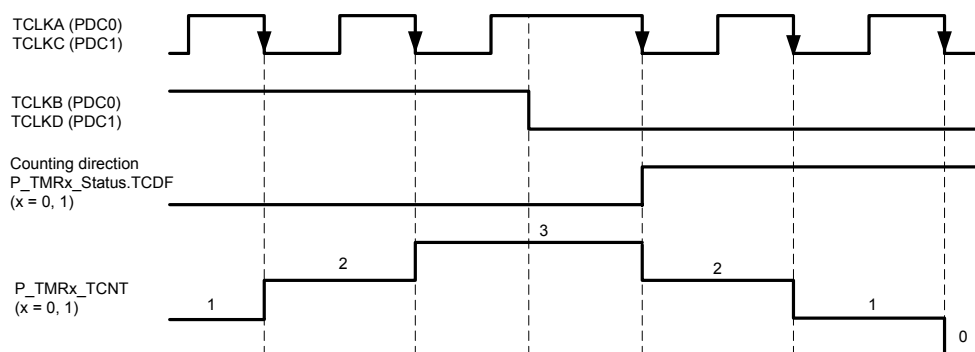 TCLKA (PDC0)
TCLKC (PDC1)
TCLKB (PDC0)
TCLKD (PDC1)
Counting direction
P_TMRx_Status.TCDF
(x = 0, 1)
3
2
2
P_TMRx_TCNT
(x = 0, 1)
1
1
0